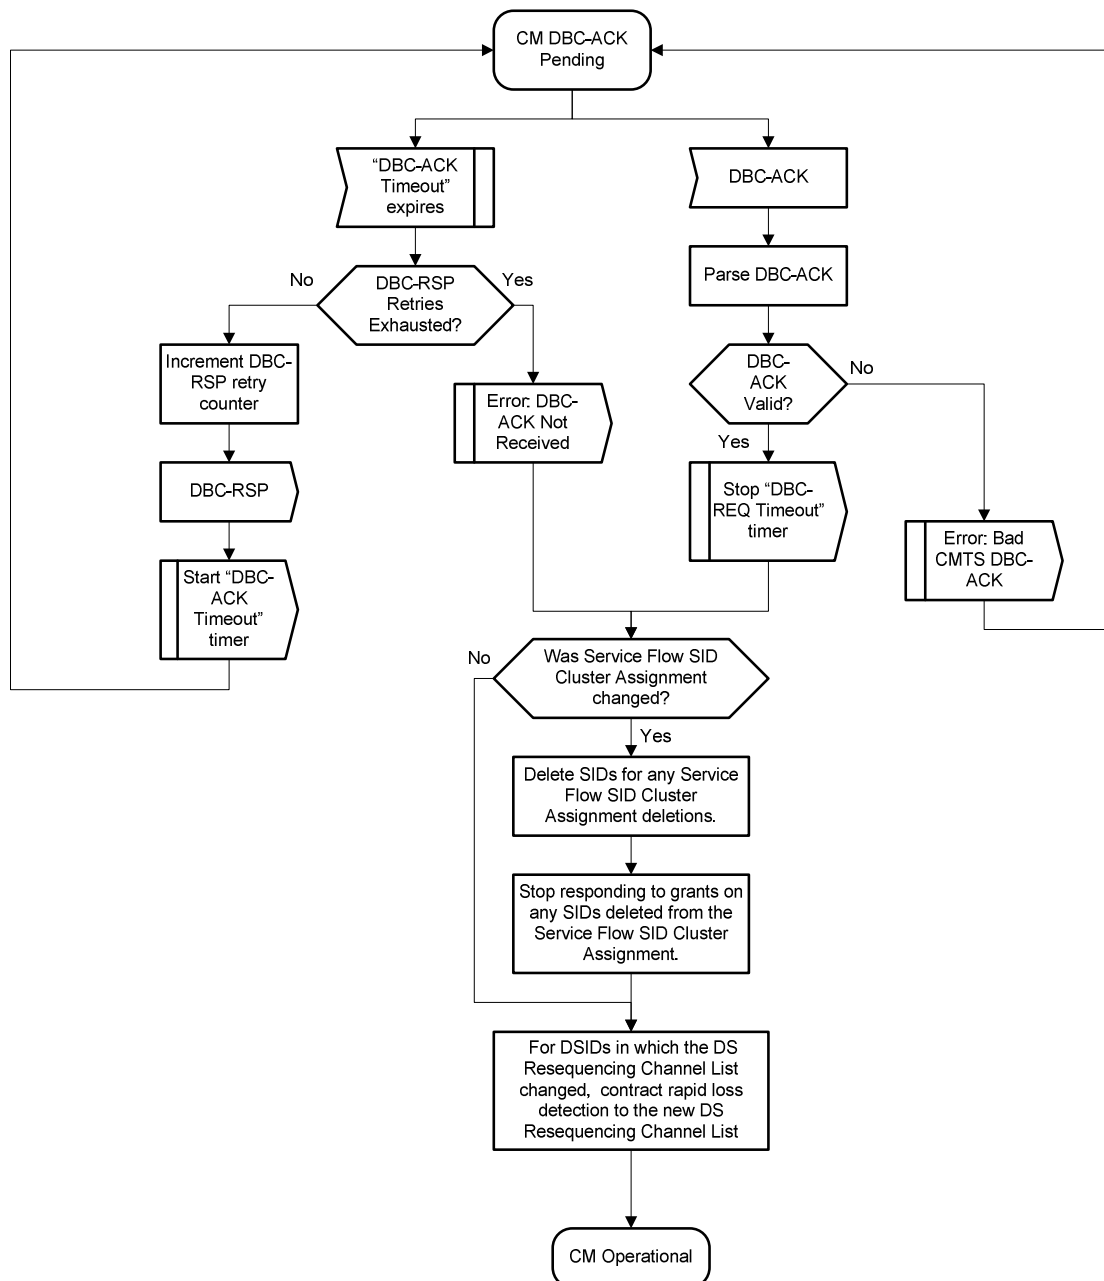 CM DBC-ACK
Pending
“DBC-ACK
Timeout”
expires
DBC-ACK
No
DBC-RSP
Retries
Exhausted?
Yes
Parse DBC-ACK
Increment DBC-
RSP retry
counter
Error: DBC-
ACK Not
Received
DBC-
ACK
Valid?
No
Yes
DBC-RSP
Stop “DBC-
REQ Timeout”
timer
Error: Bad
CMTS DBC-
ACK
Start “DBC-
ACK
Timeout”
timer
No
Was Service Flow SID
Cluster Assignment
changed?
Yes
Delete SIDs for any Service
Flow SID Cluster
Assignment deletions.
Stop responding to grants on
any SIDs deleted from the
Service Flow SID Cluster
Assignment.
For DSIDs in which the DS
Resequencing Channel List
changed, contract rapid loss
detection to the new DS
Resequencing Channel List
CM Operational